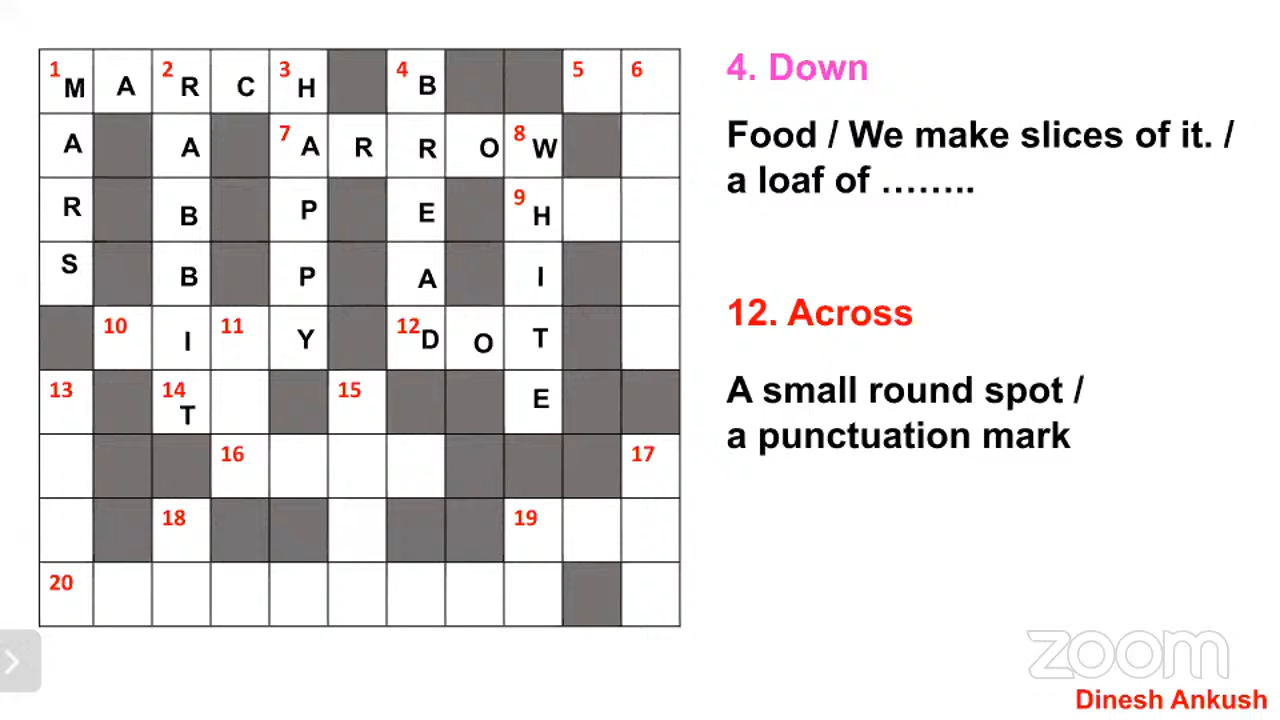 1 M A 2 R C 3 H 4 B 5 6
A A 7 A R R O 8 W
R B P E 9 H
S B P A I
10 I 11 Y 12 D O T
13 14 T 15 E
16 17
18 19
20
4. Down
Food / We make slices of it. /
a loaf of ........
12. Across
A small round spot /
a punctuation mark
zoom
Dinesh Ankush